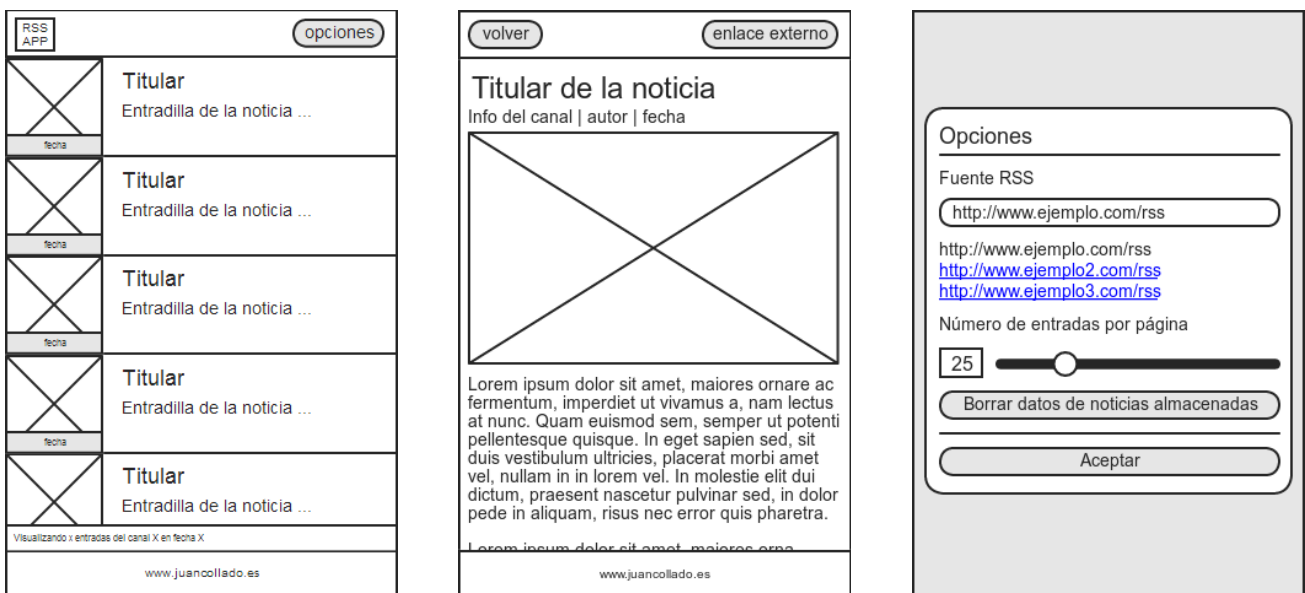 RSS
APP
opciones
Titular
Entradilla de la noticia ...
fecha
Titular
Entradilla de la noticia ...
fecha
Titular
Entradilla de la noticia ...
fecha
Titular
Entradilla de la noticia ...
fecha
Titular
Entradilla de la noticia ...
Visualizando x entradas del canal X en fecha X
www.juancollado.es
volver
enlace externo
Titular de la noticia
Info del canal | autor | fecha
Lorem ipsum dolor sit amet, maiores ornare ac
fermentum, imperdiet ut vivamus a, nam lectus
at nunc. Quam euismod sem, semper ut potenti
pellentesque quisque. In eget sapien sed, sit
duis vestibulum ultricies, placerat morbi amet
vel, nullam in in lorem vel. In molestie elit dui
dictum, praesent nascetur pulvinar sed, in dolor
pede in aliquam, risus nec error quis pharetra.
Lorem ipsum dolor sit amet, maiores orna
www.juancollado.es
Opciones
Fuente RSS
http://www.ejemplo.com/rss
http://www.ejemplo.com/rss
http://www.ejemplo2.com/rss
http://www.ejemplo3.com/rss
Número de entradas por página
25
Borrar datos de noticias almacenadas
Aceptar